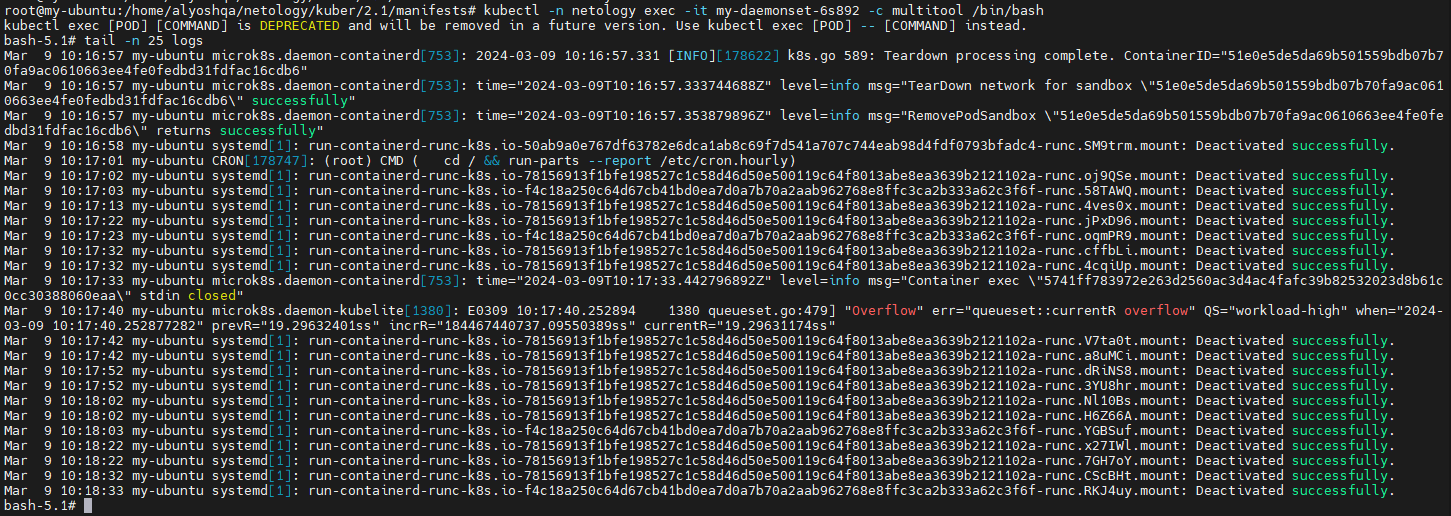 root@my-ubuntu:/home/alyoshqa/netology/kuber/2.1/manifests# kubectl -n netology exec -it my-daemonset-6s892 -c multitool /bin/bash
kubectl exec [POD] [COMMAND] is DEPRECATED and will be removed in a future version. Use kubectl exec [POD] -- [COMMAND] instead.
bash-5.1# tail -n 25 logs
Mar  9 10:16:57 my-ubuntu microk8s.daemon-containerd[753]: 2024-03-09 10:16:57.331 [INFO][178622] k8s.go 589: Teardown processing complete. ContainerID="51e0e5de5da69b501559bdb07b7
0fa9ac0610663ee4fe0fedbd31fdfac16cdb6"
Mar  9 10:16:57 my-ubuntu microk8s.daemon-containerd[753]: time="2024-03-09T10:16:57.333744688Z" level=info msg="TearDown network for sandbox \"51e0e5de5da69b501559bdb07b70fa9ac061
0663ee4fe0fedbd31fdfac16cdb6\" successfully"
Mar  9 10:16:57 my-ubuntu microk8s.daemon-containerd[753]: time="2024-03-09T10:16:57.353879896Z" level=info msg="RemovePodSandbox \"51e0e5de5da69b501559bdb07b70fa9ac0610663ee4fe0fe
dbd31fdfac16cdb6\" returns successfully"
Mar  9 10:16:58 my-ubuntu systemd[1]: run-containerd-runc-k8s.io-50ab9a0e767df63782e6dca1ab8c69f7d541a707c744eab98d4fdf0793bfadc4-runc.SM9trm.mount: Deactivated successfully.
Mar  9 10:17:01 my-ubuntu CRON[178747]: (root) CMD (   cd / && run-parts --report /etc/cron.hourly)
Mar  9 10:17:02 my-ubuntu systemd[1]: run-containerd-runc-k8s.io-78156913f1bfe198527c1c58d46d50e500119c64f8013abe8ea3639b2121102a-runc.oj9QSe.mount: Deactivated successfully.
Mar  9 10:17:03 my-ubuntu systemd[1]: run-containerd-runc-k8s.io-f4c18a250c64d67cb41bd0ea7d0a7b70a2aab962768e8ffc3ca2b333a62c3f6f-runc.58TAWQ.mount: Deactivated successfully.
Mar  9 10:17:13 my-ubuntu systemd[1]: run-containerd-runc-k8s.io-78156913f1bfe198527c1c58d46d50e500119c64f8013abe8ea3639b2121102a-runc.4ves0x.mount: Deactivated successfully.
Mar  9 10:17:22 my-ubuntu systemd[1]: run-containerd-runc-k8s.io-78156913f1bfe198527c1c58d46d50e500119c64f8013abe8ea3639b2121102a-runc.jPxD96.mount: Deactivated successfully.
Mar  9 10:17:23 my-ubuntu systemd[1]: run-containerd-runc-k8s.io-f4c18a250c64d67cb41bd0ea7d0a7b70a2aab962768e8ffc3ca2b333a62c3f6f-runc.oqmPR9.mount: Deactivated successfully.
Mar  9 10:17:32 my-ubuntu systemd[1]: run-containerd-runc-k8s.io-78156913f1bfe198527c1c58d46d50e500119c64f8013abe8ea3639b2121102a-runc.cffbLi.mount: Deactivated successfully.
Mar  9 10:17:32 my-ubuntu systemd[1]: run-containerd-runc-k8s.io-78156913f1bfe198527c1c58d46d50e500119c64f8013abe8ea3639b2121102a-runc.4cqiUp.mount: Deactivated successfully.
Mar  9 10:17:33 my-ubuntu microk8s.daemon-containerd[753]: time="2024-03-09T10:17:33.442796892Z" level=info msg="Container exec \"5741ff783972e263d2560ac3d4ac4fafc39b82532023d8b61c
0cc30388060eaa\" stdin closed"
Mar  9 10:17:40 my-ubuntu microk8s.daemon-kubelite[1380]: E0309 10:17:40.252894    1380 queueset.go:479] "Overflow" err="queueset::currentR overflow" QS="workload-high" when="2024-
03-09 10:17:40.252877282" prevR="19.29632401ss" incrR="184467440737.09550389ss" currentR="19.29631174ss"
Mar  9 10:17:42 my-ubuntu systemd[1]: run-containerd-runc-k8s.io-78156913f1bfe198527c1c58d46d50e500119c64f8013abe8ea3639b2121102a-runc.V7ta0t.mount: Deactivated successfully.
Mar  9 10:17:42 my-ubuntu systemd[1]: run-containerd-runc-k8s.io-78156913f1bfe198527c1c58d46d50e500119c64f8013abe8ea3639b2121102a-runc.a8uMCi.mount: Deactivated successfully.
Mar  9 10:17:52 my-ubuntu systemd[1]: run-containerd-runc-k8s.io-78156913f1bfe198527c1c58d46d50e500119c64f8013abe8ea3639b2121102a-runc.dRiNS8.mount: Deactivated successfully.
Mar  9 10:17:52 my-ubuntu systemd[1]: run-containerd-runc-k8s.io-78156913f1bfe198527c1c58d46d50e500119c64f8013abe8ea3639b2121102a-runc.3YU8hr.mount: Deactivated successfully.
Mar  9 10:18:02 my-ubuntu systemd[1]: run-containerd-runc-k8s.io-78156913f1bfe198527c1c58d46d50e500119c64f8013abe8ea3639b2121102a-runc.Nl10Bs.mount: Deactivated successfully.
Mar  9 10:18:02 my-ubuntu systemd[1]: run-containerd-runc-k8s.io-78156913f1bfe198527c1c58d46d50e500119c64f8013abe8ea3639b2121102a-runc.H6Z66A.mount: Deactivated successfully.
Mar  9 10:18:03 my-ubuntu systemd[1]: run-containerd-runc-k8s.io-f4c18a250c64d67cb41bd0ea7d0a7b70a2aab962768e8ffc3ca2b333a62c3f6f-runc.YGBSuf.mount: Deactivated successfully.
Mar  9 10:18:22 my-ubuntu systemd[1]: run-containerd-runc-k8s.io-78156913f1bfe198527c1c58d46d50e500119c64f8013abe8ea3639b2121102a-runc.x27IWl.mount: Deactivated successfully.
Mar  9 10:18:22 my-ubuntu systemd[1]: run-containerd-runc-k8s.io-78156913f1bfe198527c1c58d46d50e500119c64f8013abe8ea3639b2121102a-runc.7GH7oY.mount: Deactivated successfully.
Mar  9 10:18:32 my-ubuntu systemd[1]: run-containerd-runc-k8s.io-78156913f1bfe198527c1c58d46d50e500119c64f8013abe8ea3639b2121102a-runc.CScBHt.mount: Deactivated successfully.
Mar  9 10:18:33 my-ubuntu systemd[1]: run-containerd-runc-k8s.io-f4c18a250c64d67cb41bd0ea7d0a7b70a2aab962768e8ffc3ca2b333a62c3f6f-runc.RKJ4uy.mount: Deactivated successfully.
bash-5.1#